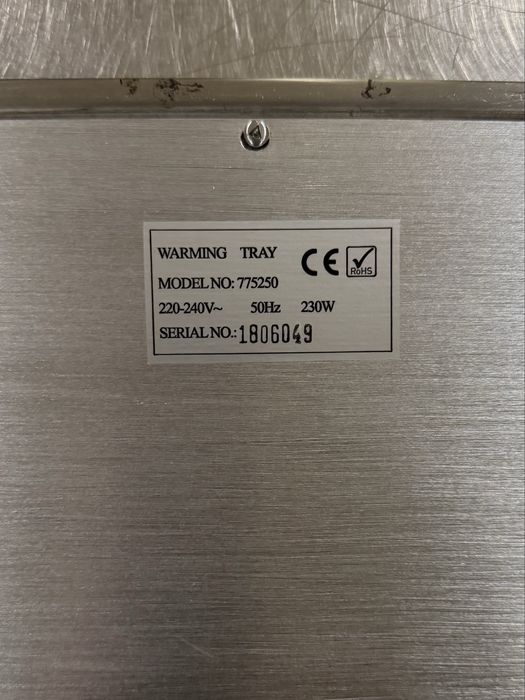 WARMING TRAY
CE RoHS
MODEL NO: 775250
220-240V~ 50Hz 230W
SERIAL NO.: 1806049